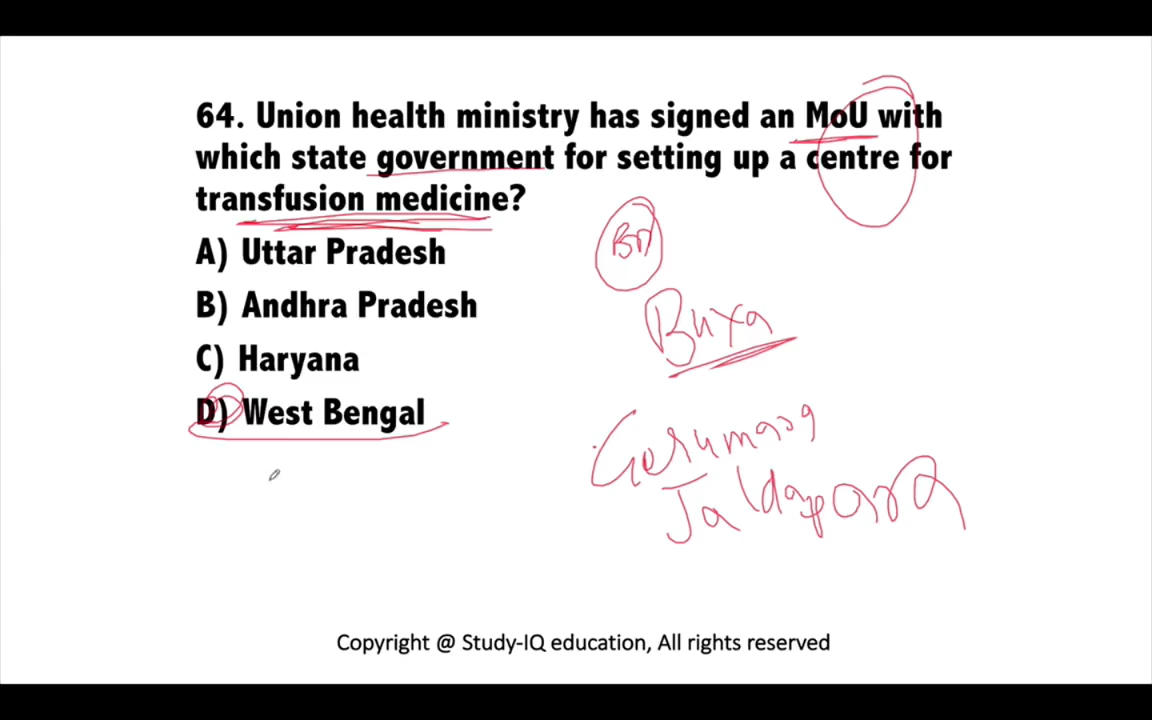 64. Union health ministry has signed an MoU with
which state government for setting up a centre for
transfusion medicine?
A) Uttar Pradesh
B) Andhra Pradesh
C) Haryana
D) West Bengal
Buxa
Jaldapara
Copyright @ Study-IQ education, All rights reserved